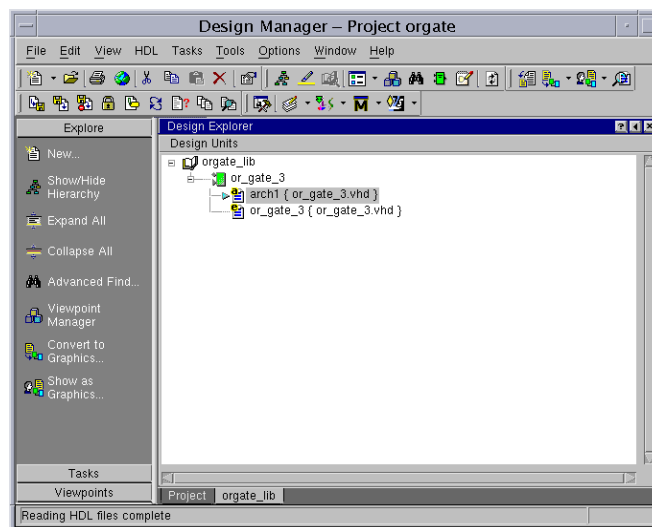 Design Manager – Project orgate
File Edit View HDL Tasks Tools Options Window Help
Explore
New...
Show/Hide
Hierarchy
Expand All
Collapse All
Advanced Find...
Viewpoint
Manager
Convert to
Graphics...
Show as
Graphics...
Tasks
Viewpoints
Design Explorer
Design Units
orgate_lib
or_gate_3
arch1 { or_gate_3.vhd }
or_gate_3 { or_gate_3.vhd }
Project orgate_lib
Reading HDL files complete